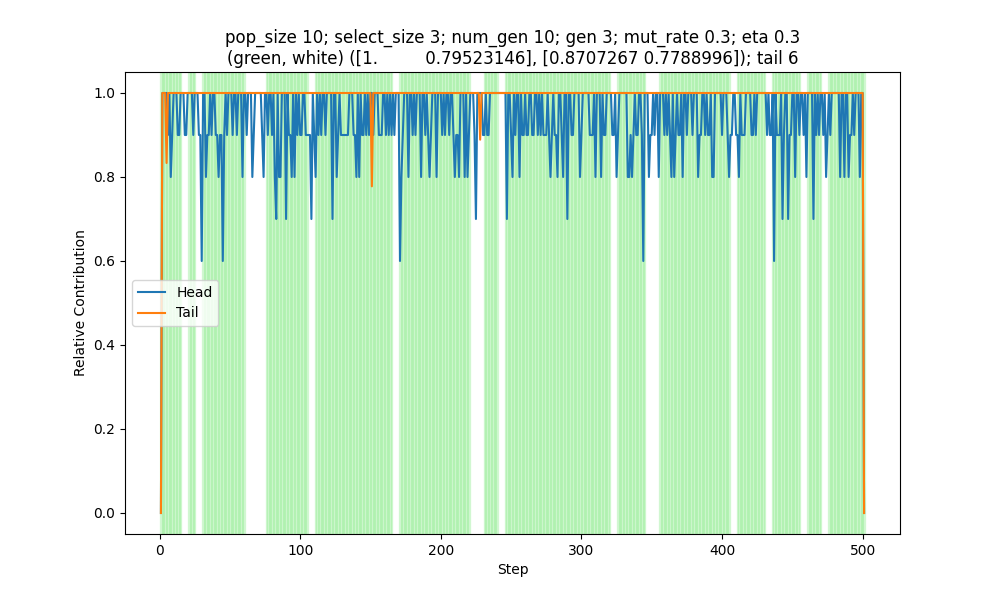 pop_size 10; select_size 3; num_gen 10; gen 3; mut_rate 0.3; eta 0.3
(green, white) ([1.          0.79523146], [0.8707267 0.7788996]); tail 6
1.0
0.8
0.6
0.4
0.2
0.0
Relative Contribution
Head
Tail
0 100 200 300 400 500
Step